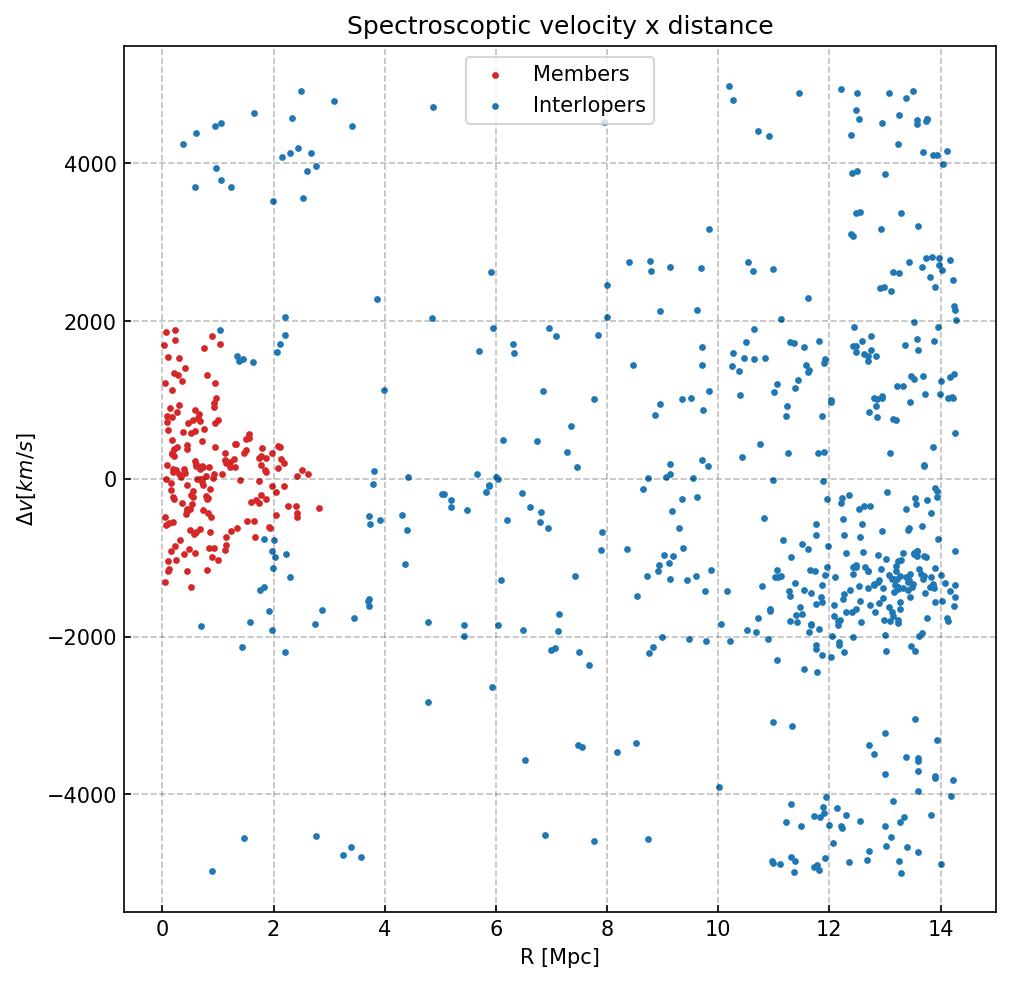 Spectroscoptic velocity x distance
Members
Interlopers
4000
2000
0
−2000
−4000
Δv[km/s]
0 2 4 6 8 10 12 14
R [Mpc]